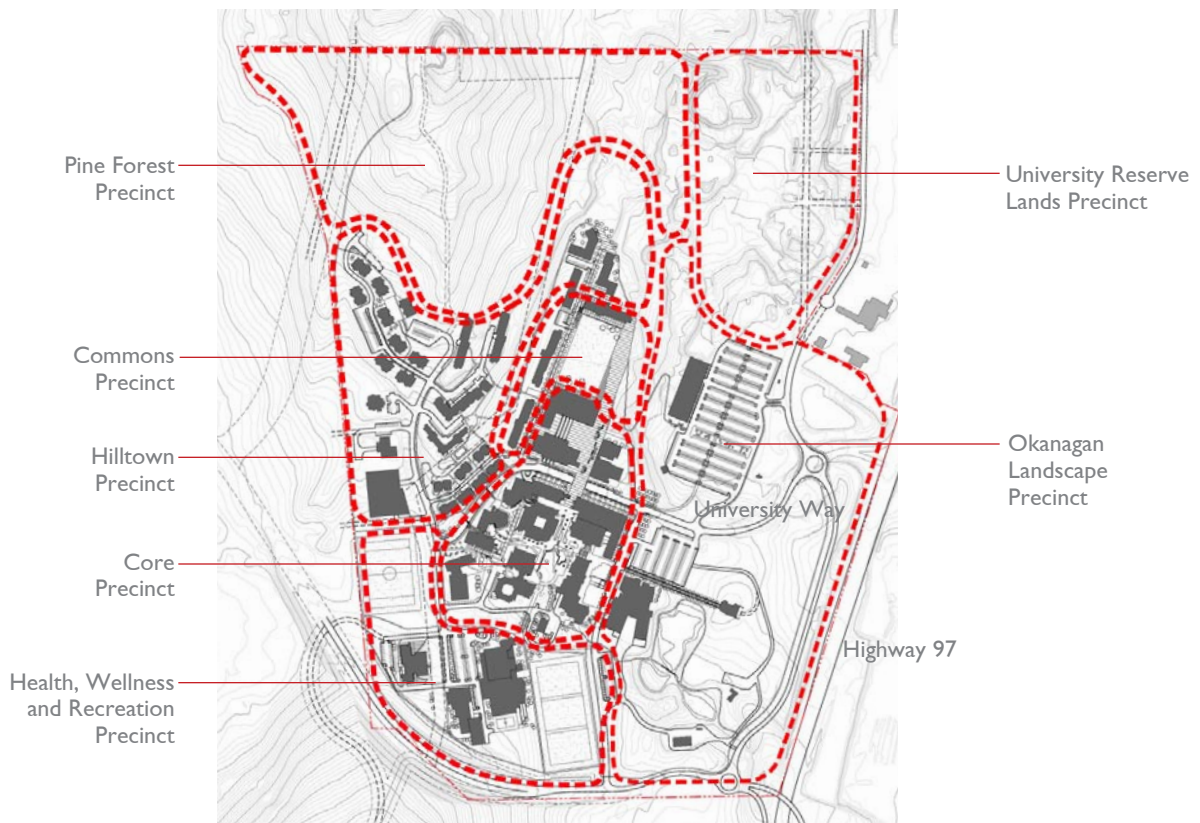 Pine Forest
Precinct
University Reserve
Lands Precinct
Commons
Precinct
Hilltown
Precinct
Okanagan
Landscape
Precinct
University Way
Core
Precinct
Highway 97
Health, Wellness
and Recreation
Precinct